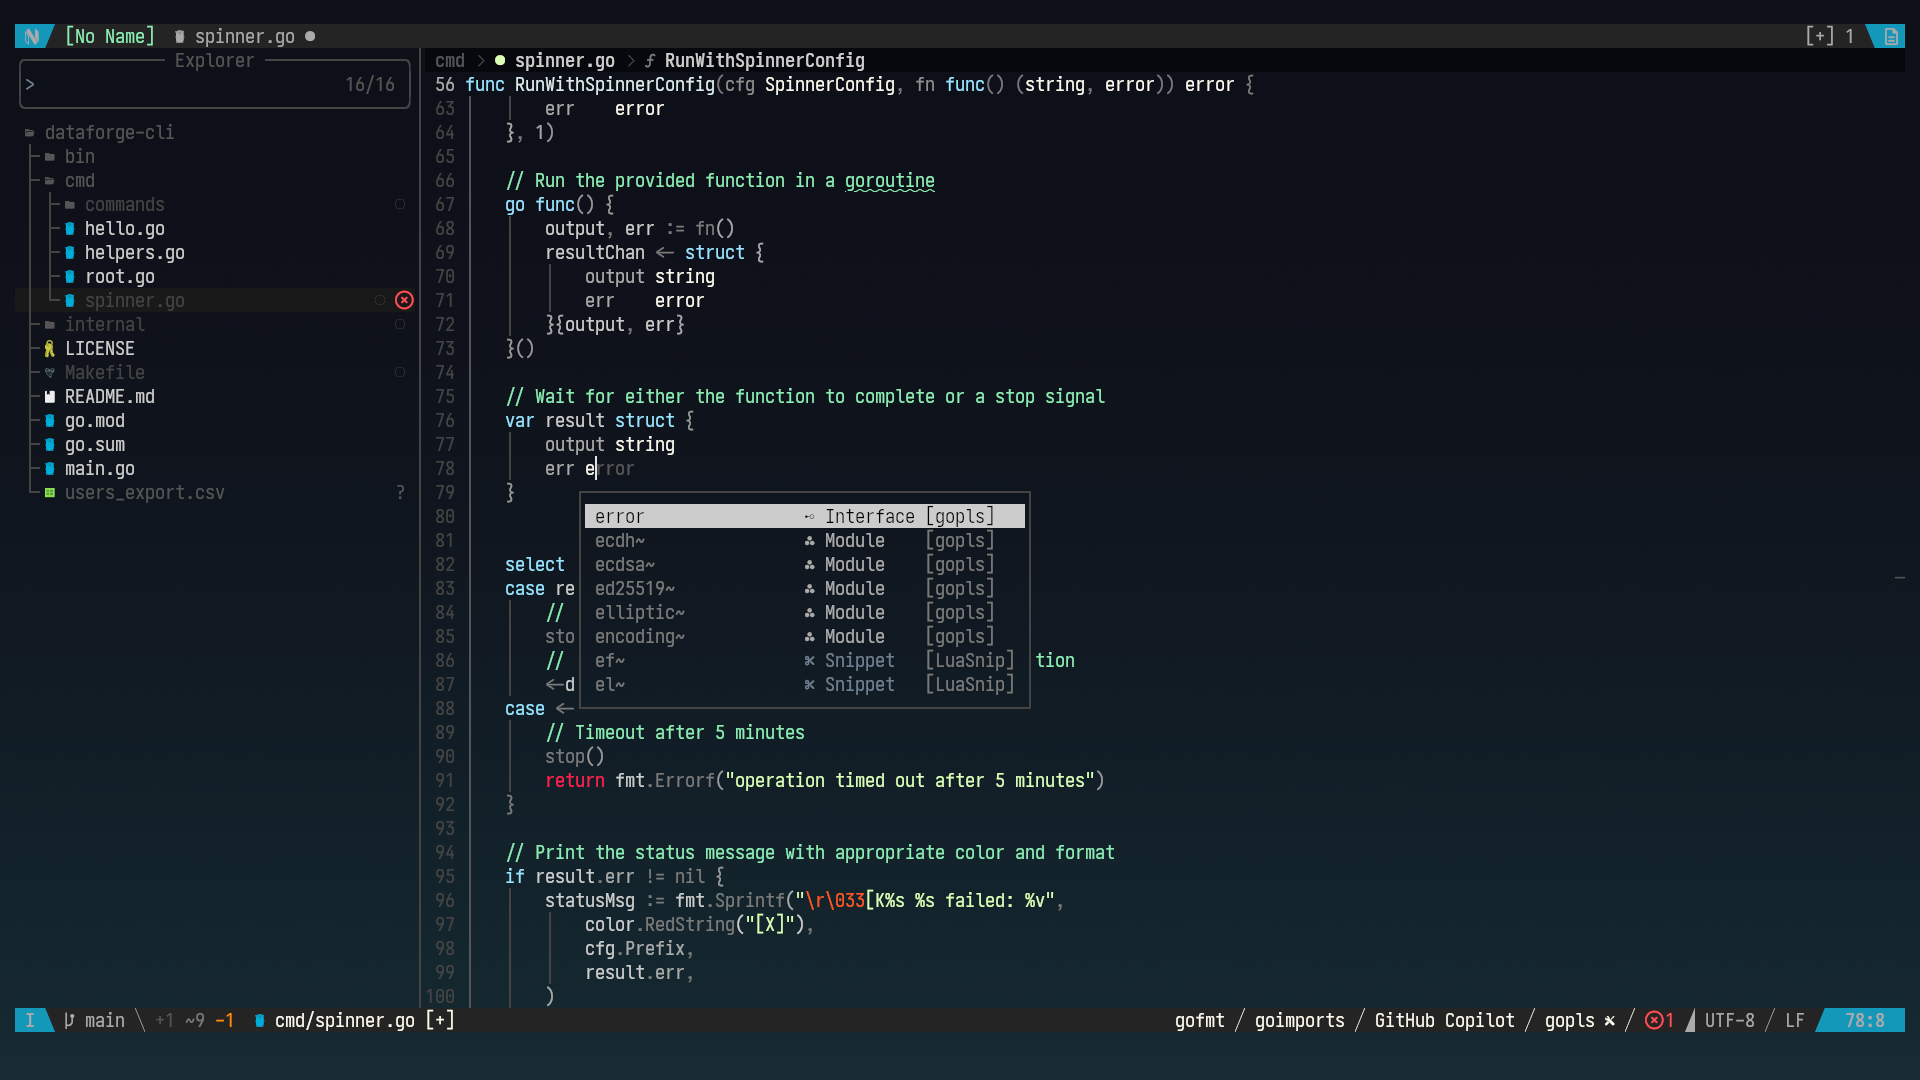 [No Name] spinner.go ● [+] 1
Explorer
> 16/16
dataforge-cli
bin
cmd
commands
hello.go
helpers.go
root.go
spinner.go
internal
LICENSE
Makefile
README.md
go.mod
go.sum
main.go
users_export.csv ?
cmd > ● spinner.go > ƒ RunWithSpinnerConfig
56 func RunWithSpinnerConfig(cfg SpinnerConfig, fn func() (string, error)) error {
63 err error
64 }, 1)
65
66 // Run the provided function in a goroutine
67 go func() {
68 output, err := fn()
69 resultChan <- struct {
70 output string
71 err error
72 }{output, err}
73 }()
74
75 // Wait for either the function to complete or a stop signal
76 var result struct {
77 output string
78 err error
79 }
80
81
82 select
83 case re
84 //
85 sto
86 // tion
87 <-d
88 case <-
error Interface [gopls]
ecdh~ Module [gopls]
ecdsa~ Module [gopls]
ed25519~ Module [gopls]
elliptic~ Module [gopls]
encoding~ Module [gopls]
ef~ Snippet [LuaSnip]
el~ Snippet [LuaSnip]
89 // Timeout after 5 minutes
90 stop()
91 return fmt.Errorf("operation timed out after 5 minutes")
92 }
93
94 // Print the status message with appropriate color and format
95 if result.err != nil {
96 statusMsg := fmt.Sprintf("\r\033[K%s %s failed: %v",
97 color.RedString("[X]"),
98 cfg.Prefix,
99 result.err,
100 )
I main \ +1 ~9 -1 cmd/spinner.go [+] gofmt / goimports / GitHub Copilot / gopls / 1 UTF-8 / LF 78:8